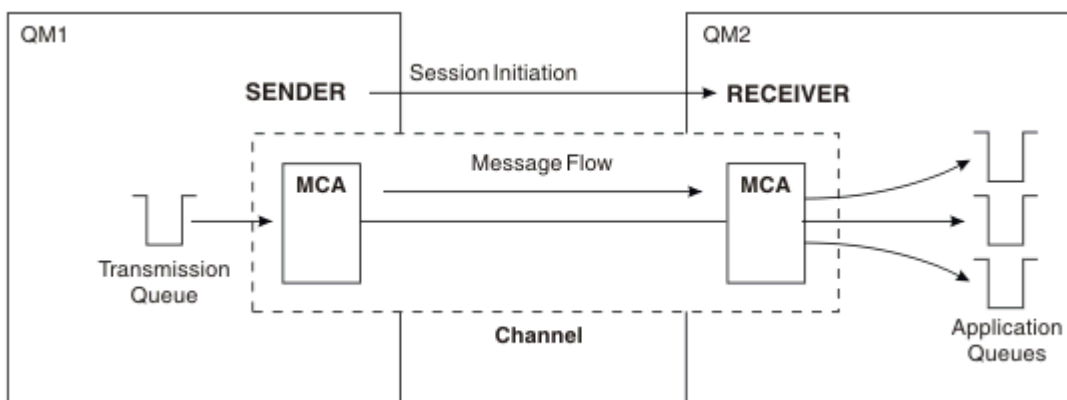 QM1
QM2
Session Initiation
SENDER
RECEIVER
Message Flow
MCA
MCA
Transmission
Queue
Channel
Application
Queues